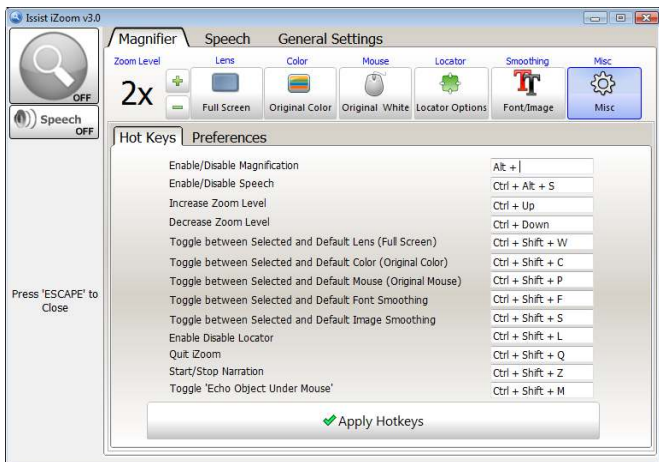 Issist iZoom v3.0
OFF
Speech
OFF
Press 'ESCAPE' to
Close
Magnifier Speech General Settings
Zoom Level Lens Color Mouse Locator Smoothing Misc
2x
Full Screen Original Color Original White Locator Options Font/Image Misc
Hot Keys Preferences
Enable/Disable Magnification Alt +
Enable/Disable Speech Ctrl + Alt + S
Increase Zoom Level Ctrl + Up
Decrease Zoom Level Ctrl + Down
Toggle between Selected and Default Lens (Full Screen) Ctrl + Shift + W
Toggle between Selected and Default Color (Original Color) Ctrl + Shift + C
Toggle between Selected and Default Mouse (Original Mouse) Ctrl + Shift + P
Toggle between Selected and Default Font Smoothing Ctrl + Shift + F
Toggle between Selected and Default Image Smoothing Ctrl + Shift + S
Enable Disable Locator Ctrl + Shift + L
Quit iZoom Ctrl + Shift + Q
Start/Stop Narration Ctrl + Shift + Z
Toggle 'Echo Object Under Mouse' Ctrl + Shift + M
Apply Hotkeys